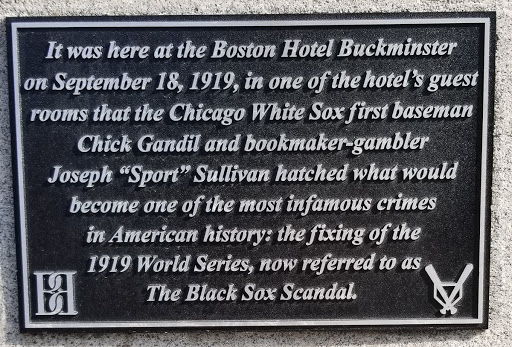 It was here at the Boston Hotel Buckminster
on September 18, 1919, in one of the hotel's guest
rooms that the Chicago White Sox first baseman
Chick Gandil and bookmaker-gambler
Joseph “Sport” Sullivan hatched what would
become one of the most infamous crimes
in American history: the fixing of the
1919 World Series, now referred to as
The Black Sox Scandal.